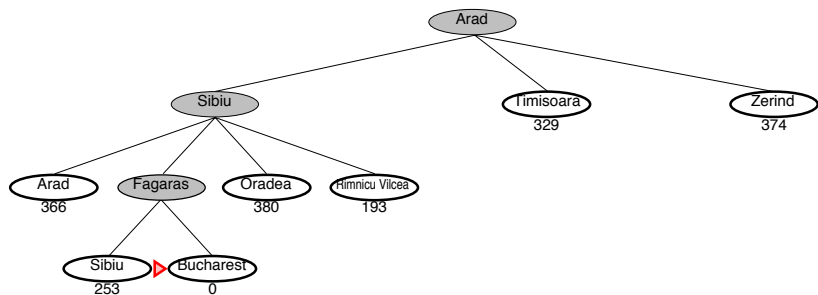 Arad
Sibiu
Timisoara
Zerind
329
374
Arad
Fagaras
Oradea
Rimnicu Vilcea
366
380
193
Sibiu
Bucharest
253
0